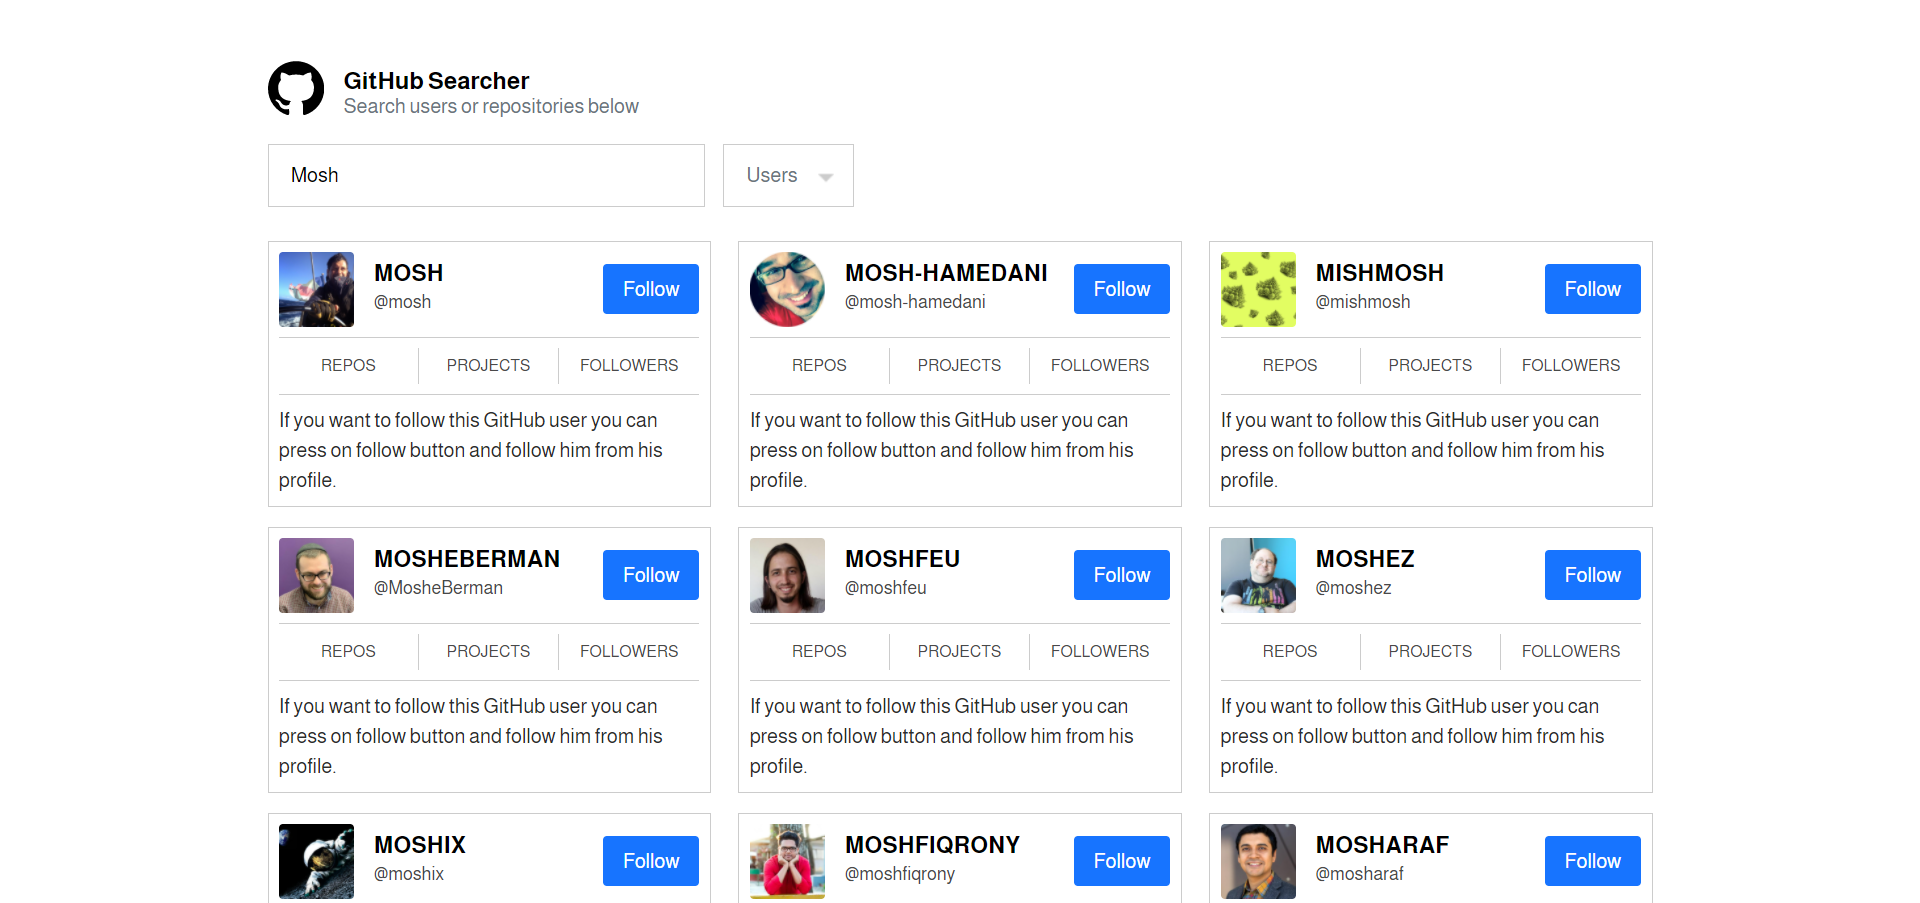 GitHub Searcher
Search users or repositories below
Mosh
Users
MOSH
@mosh
Follow
REPOS
PROJECTS
FOLLOWERS
If you want to follow this GitHub user you can
press on follow button and follow him from his
profile.
MOSH-HAMEDANI
@mosh-hamedani
Follow
REPOS
PROJECTS
FOLLOWERS
If you want to follow this GitHub user you can
press on follow button and follow him from his
profile.
MISHMOSH
@mishmosh
Follow
REPOS
PROJECTS
FOLLOWERS
If you want to follow this GitHub user you can
press on follow button and follow him from his
profile.
MOSHEBERMAN
@MosheBerman
Follow
REPOS
PROJECTS
FOLLOWERS
If you want to follow this GitHub user you can
press on follow button and follow him from his
profile.
MOSHFEU
@moshfeu
Follow
REPOS
PROJECTS
FOLLOWERS
If you want to follow this GitHub user you can
press on follow button and follow him from his
profile.
MOSHEZ
@moshez
Follow
REPOS
PROJECTS
FOLLOWERS
If you want to follow this GitHub user you can
press on follow button and follow him from his
profile.
MOSHIX
@moshix
Follow
MOSHFIQRONY
@moshfiqrony
Follow
MOSHARAF
@mosharaf
Follow